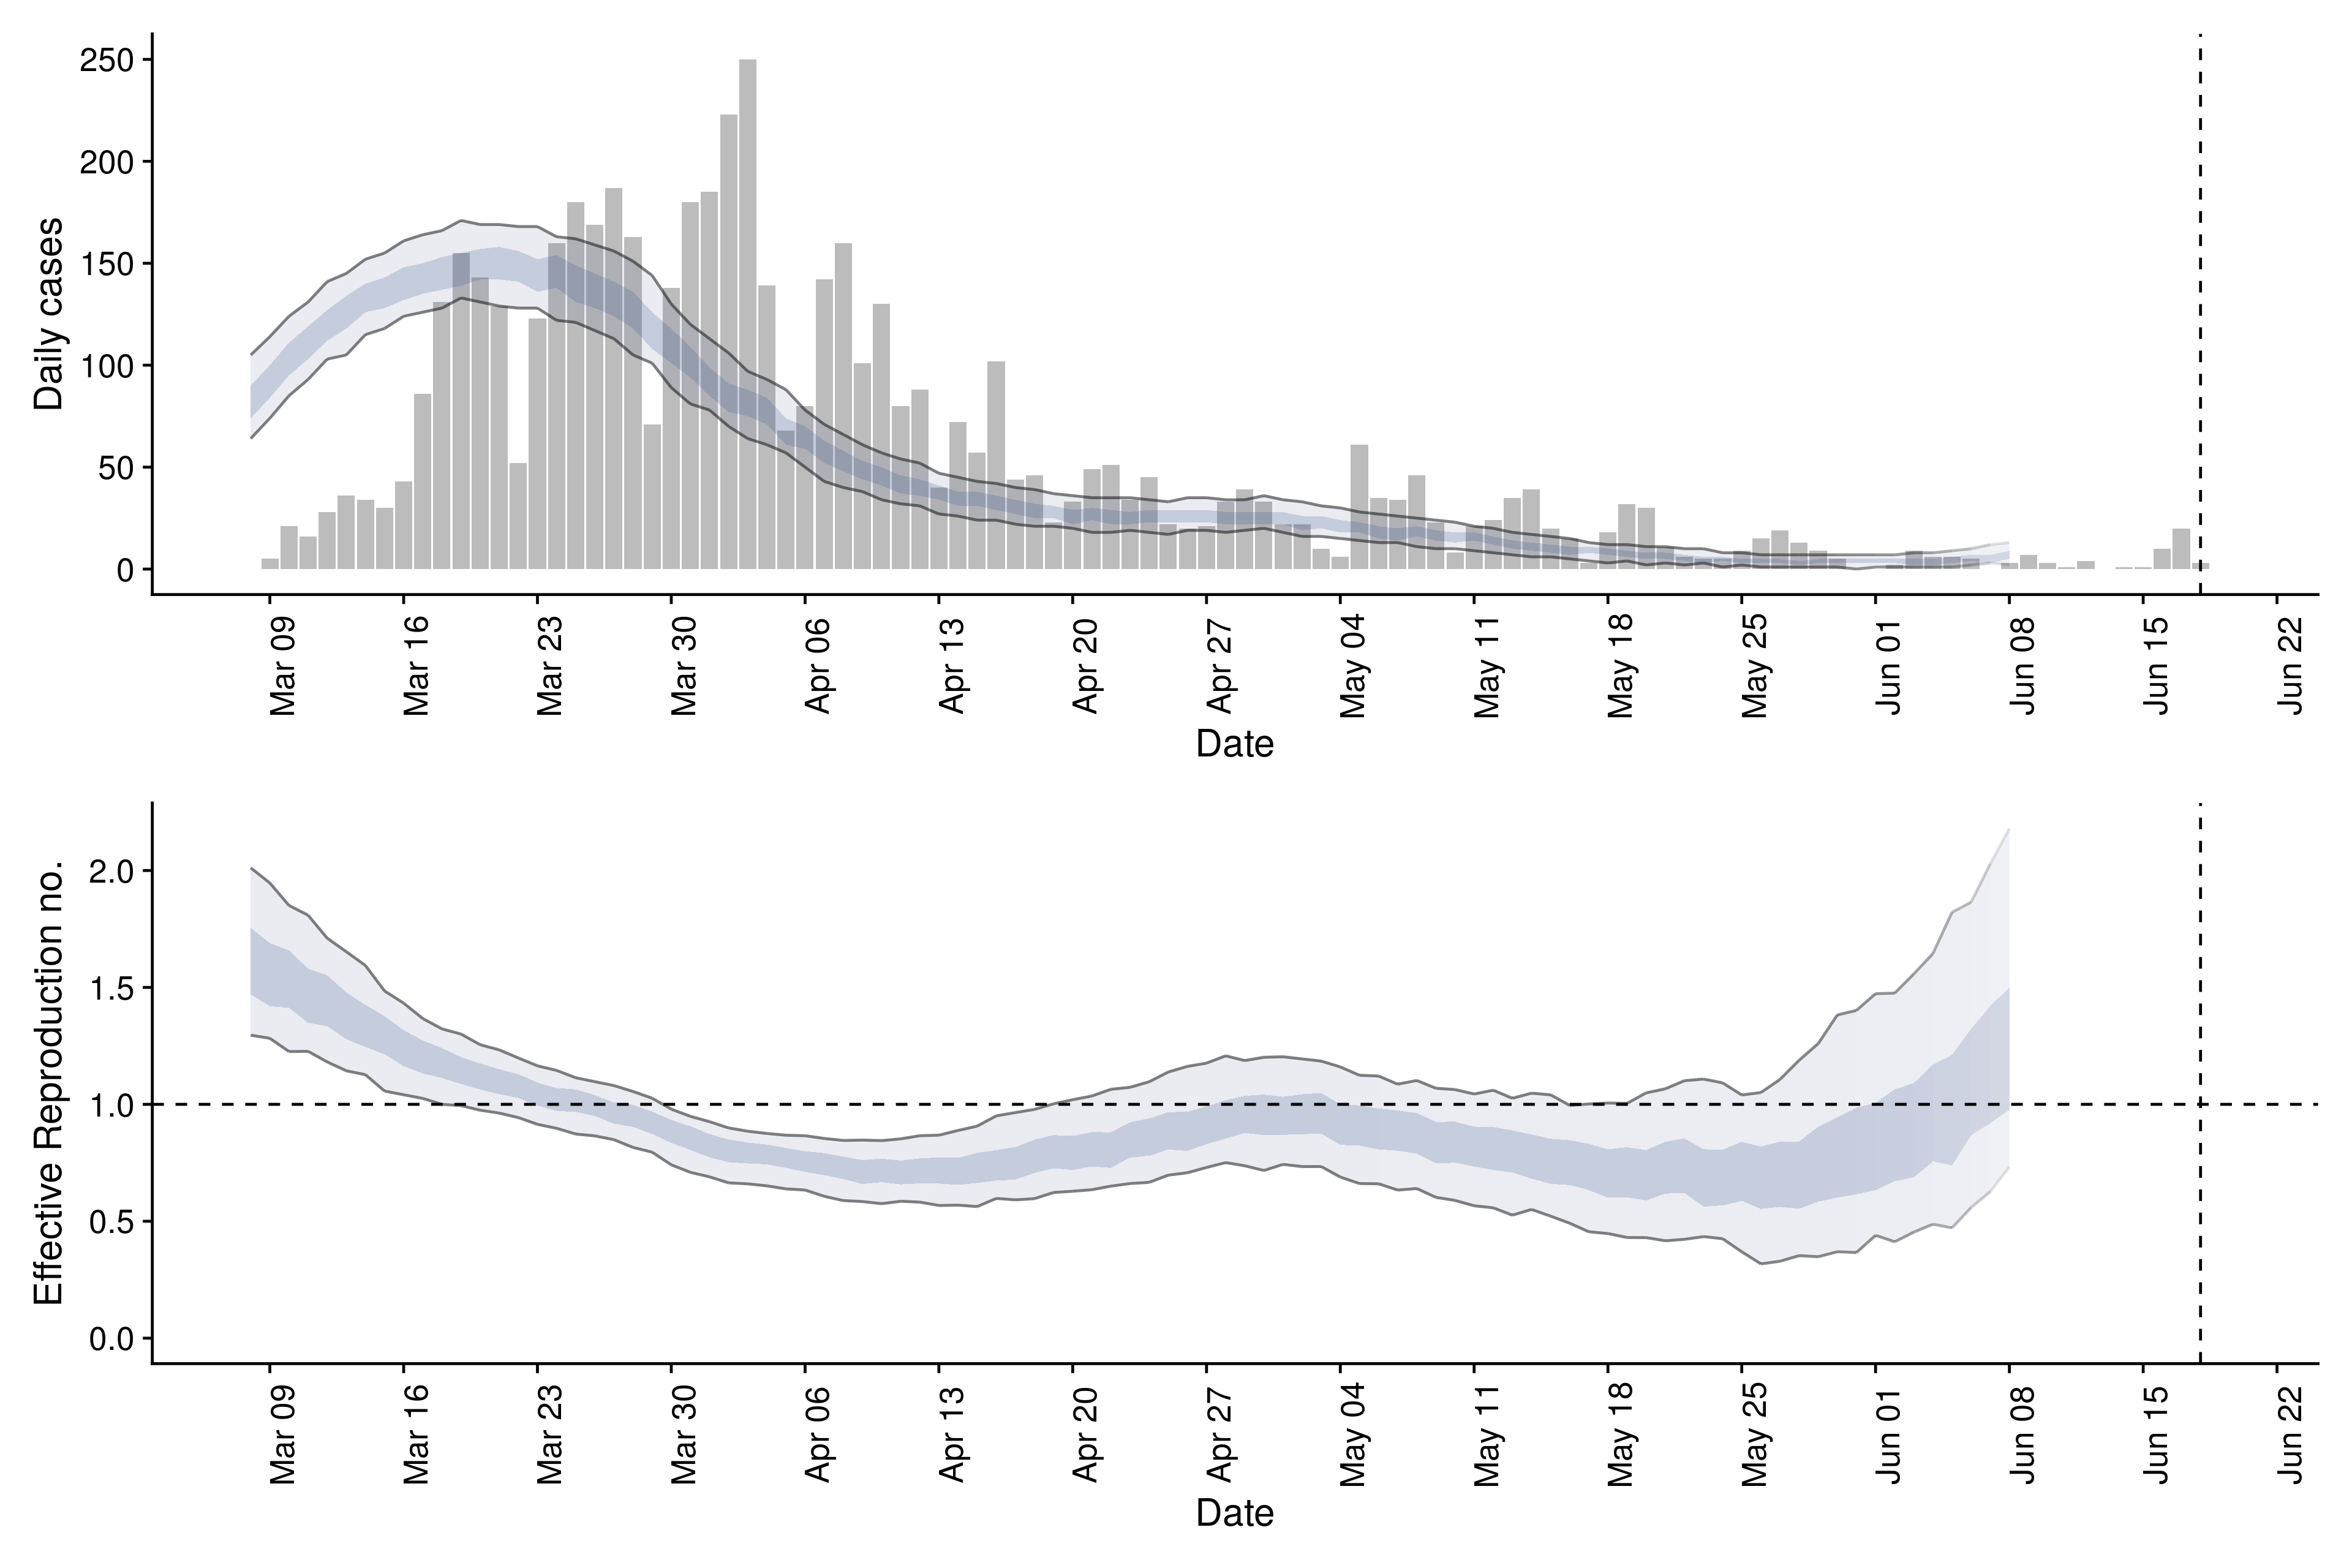 Daily cases
250
200
150
100
50
0
Mar 09
Mar 16
Mar 23
Mar 30
Apr 06
Apr 13
Apr 20
Apr 27
May 04
May 11
May 18
May 25
Jun 01
Jun 08
Jun 15
Jun 22
Date
Effective Reproduction no.
2.0
1.5
1.0
0.5
0.0
Mar 09
Mar 16
Mar 23
Mar 30
Apr 06
Apr 13
Apr 20
Apr 27
May 04
May 11
May 18
May 25
Jun 01
Jun 08
Jun 15
Jun 22
Date